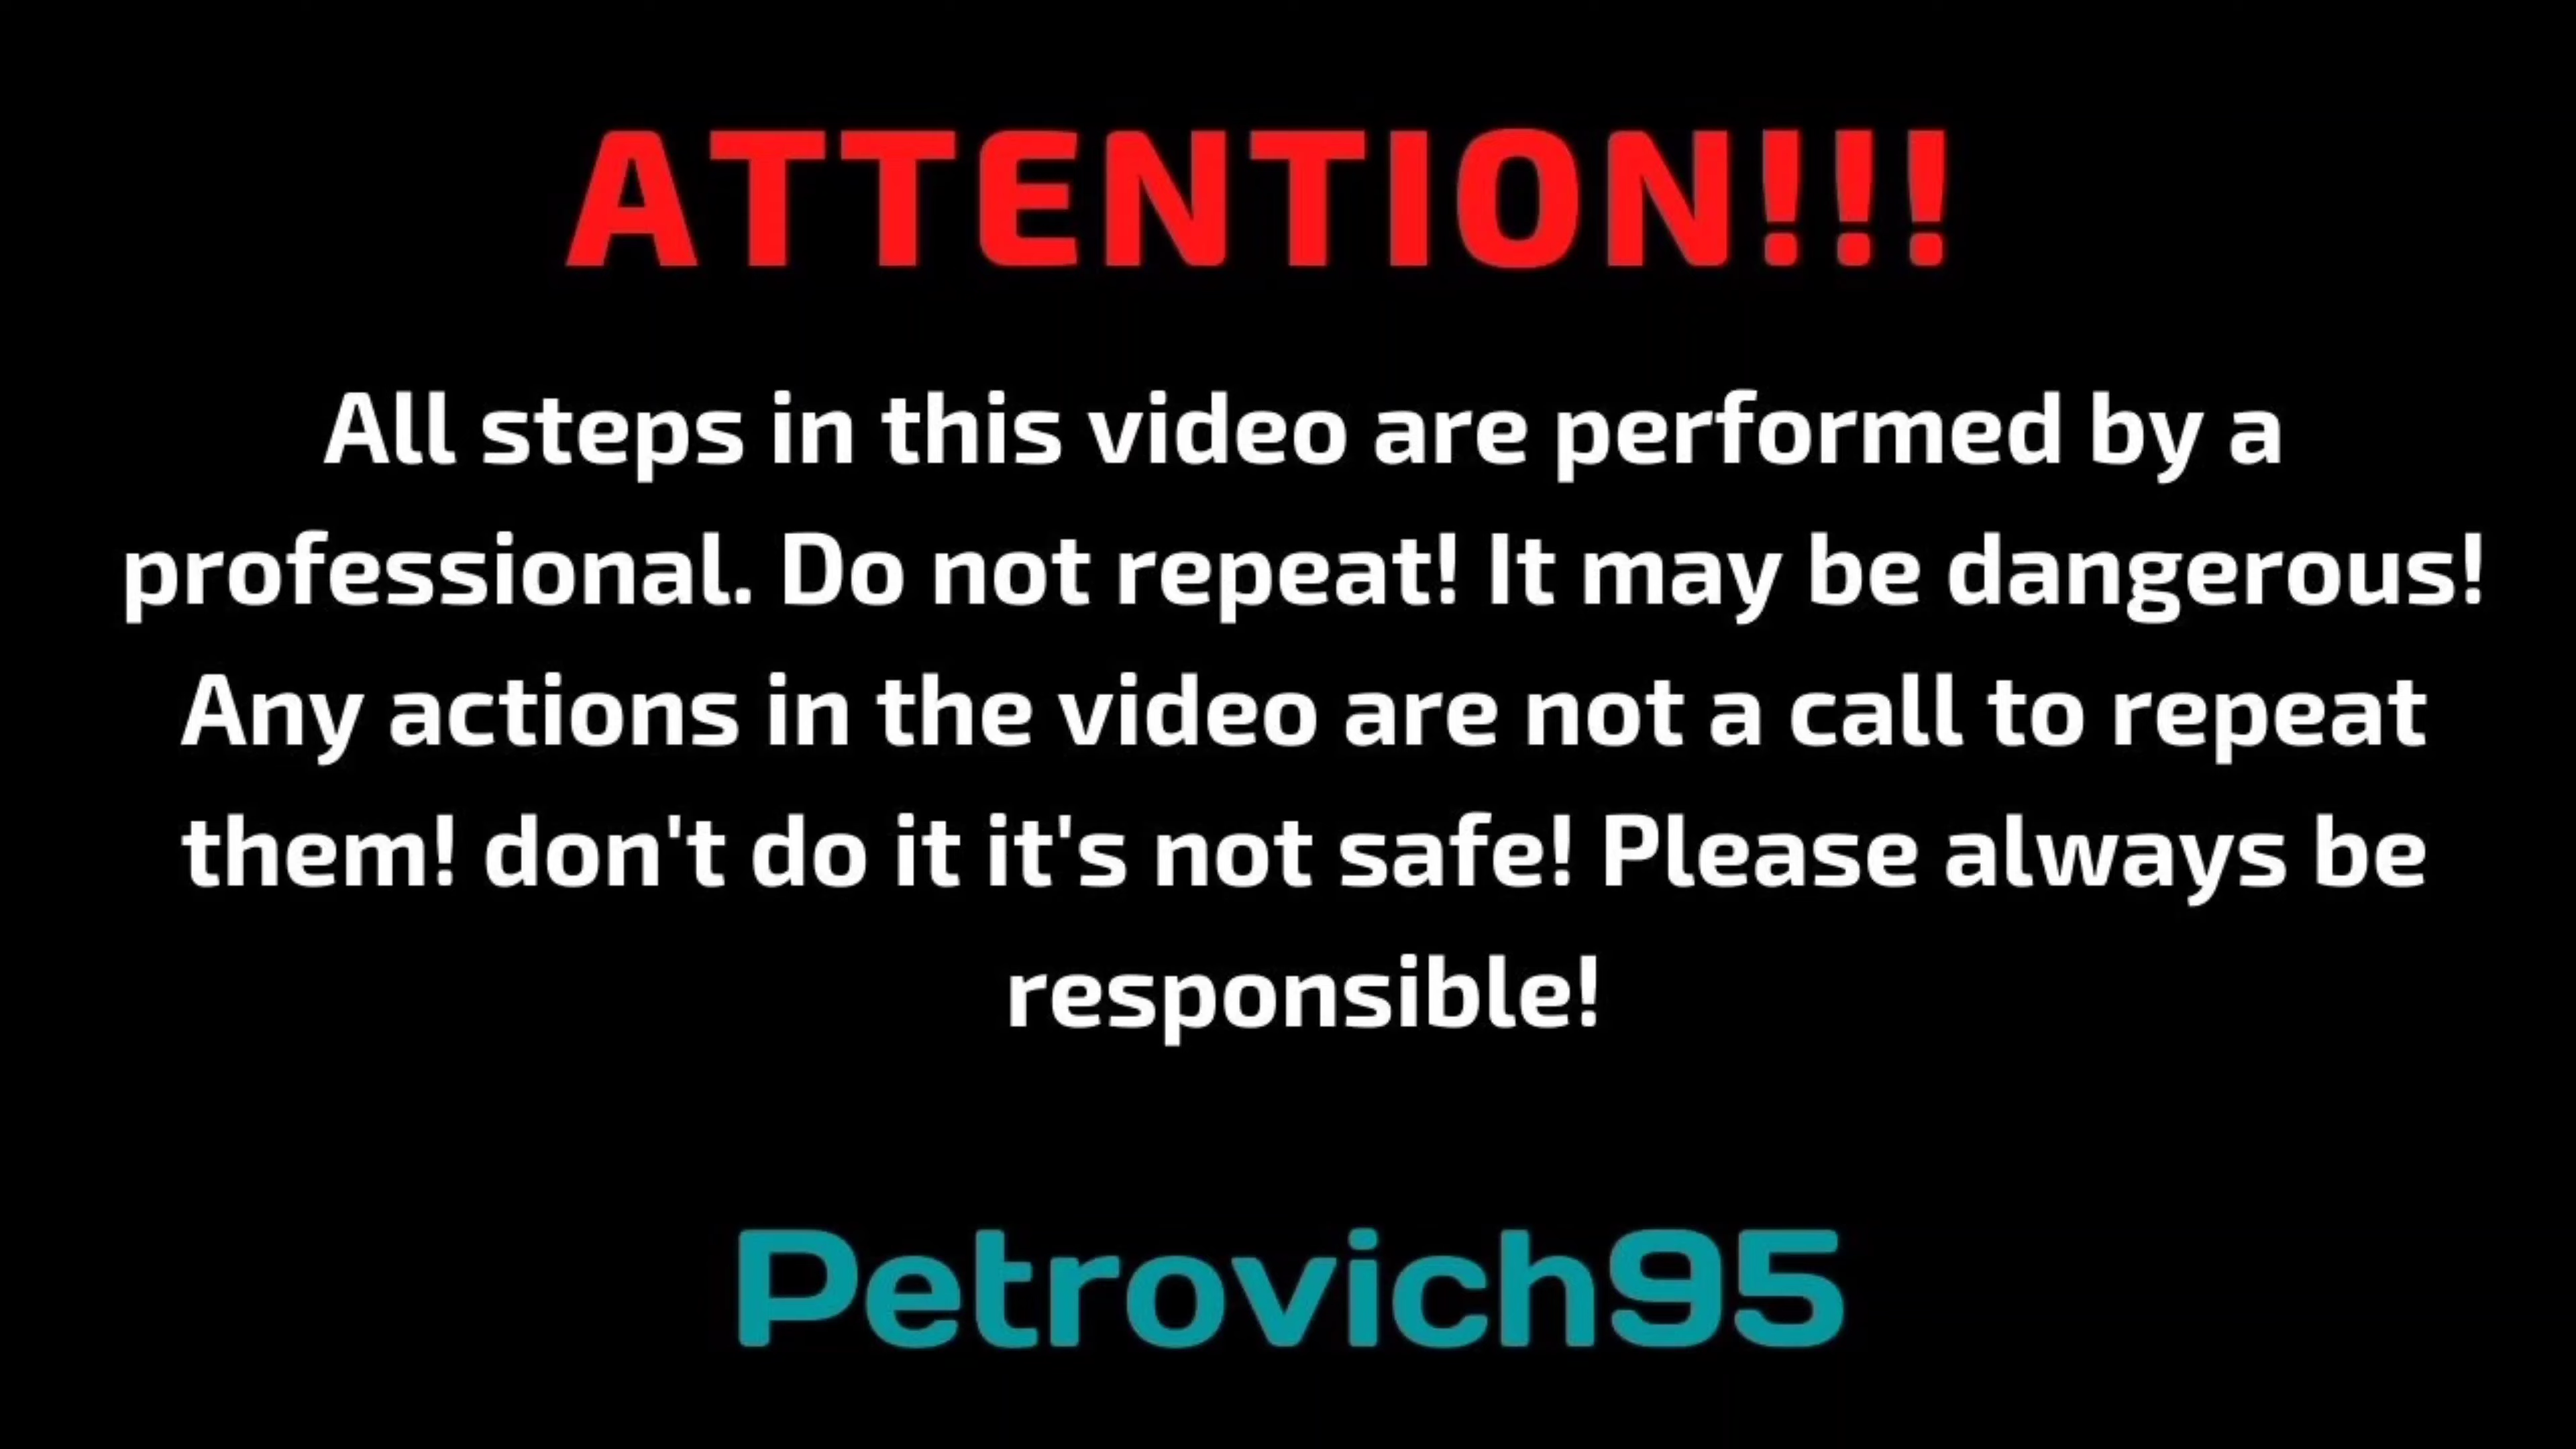 ATTENTION!!!
All steps in this video are performed by a
professional. Do not repeat! It may be dangerous!
Any actions in the video are not a call to repeat
them! don't do it it's not safe! Please always be
responsible!
Petrovich95